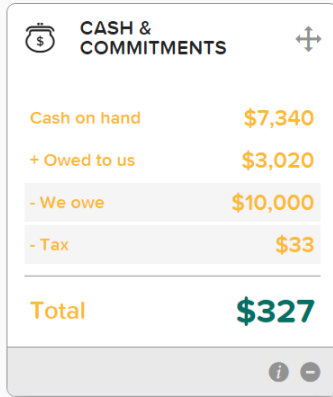 $
CASH &
COMMITMENTS
Cash on hand $7,340
+ Owed to us $3,020
- We owe $10,000
- Tax $33
Total $327
i